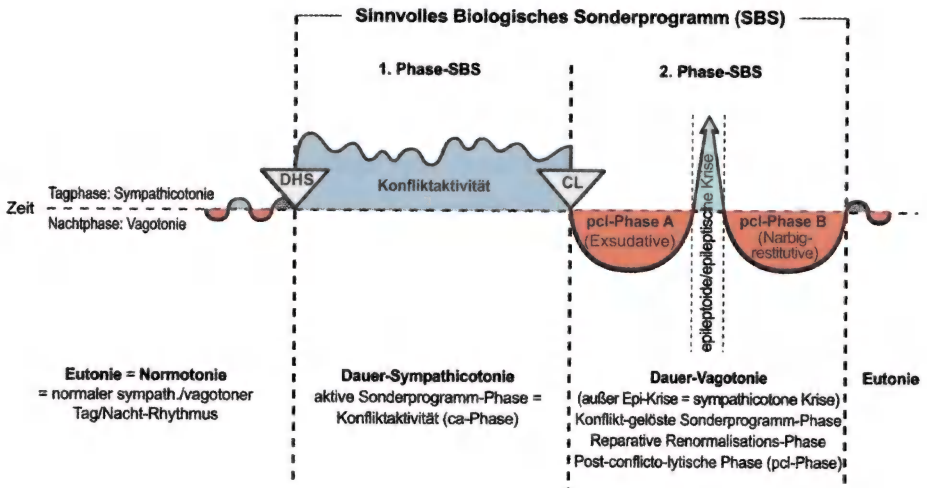 Sinnvolles Biologisches Sonderprogramm (SBS)
1. Phase-SBS
2. Phase-SBS
DHS
Konfliktaktivität
CL
epileptoide/epileptische Krise
Tagphase: Sympathicotonie
Zeit
Nachtphase: Vagotonie
pcl-Phase A
(Exsudative)
pcl-Phase B
(Narbig-
restitutive)
Eutonie = Normotonie
= normaler sympath./vagotoner
Tag/Nacht-Rhythmus
Dauer-Sympathicotonie
aktive Sonderprogramm-Phase =
Konfliktaktivität (ca-Phase)
Dauer-Vagotonie
(außer Epi-Krise = sympathicotone Krise)
Konflikt-gelöste Sonderprogramm-Phase
Reparative Renormalisations-Phase
Post-conflicto-lytische Phase (pcl-Phase)
Eutonie